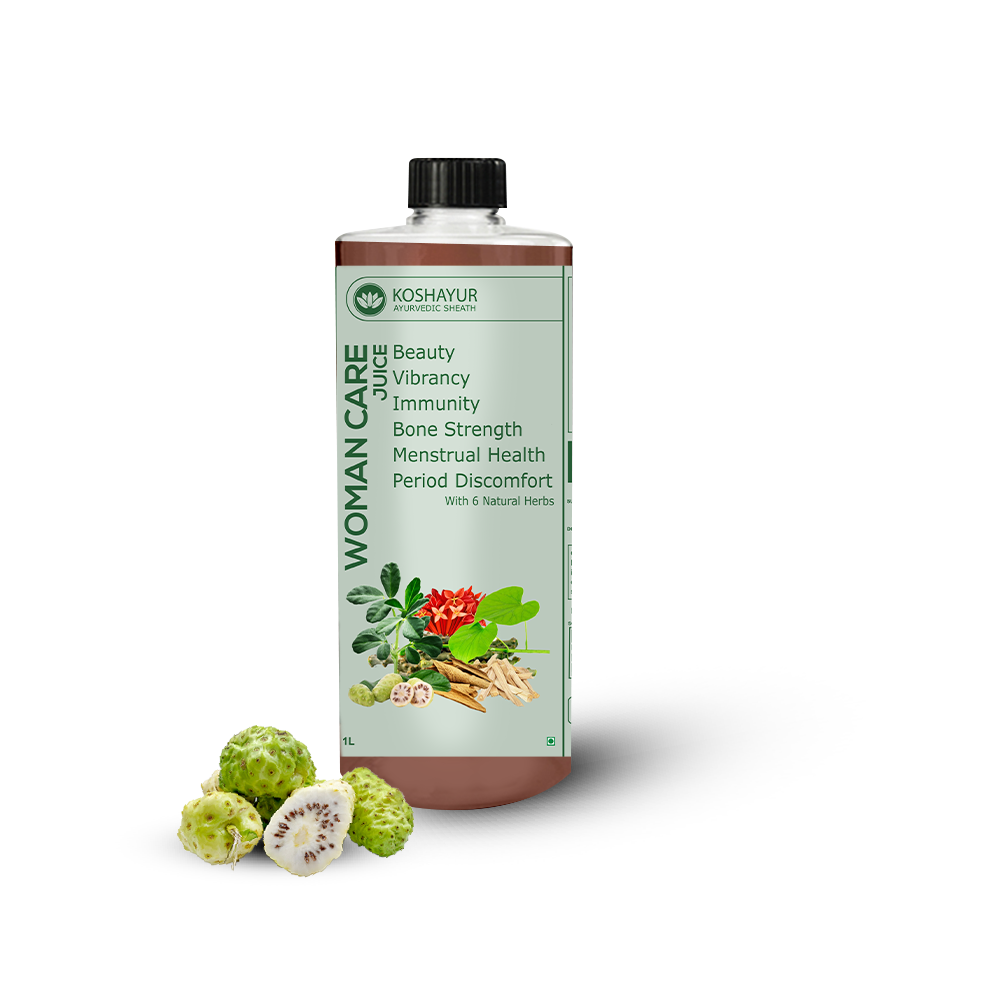 KOSHAYUR
AYURVEDIC SHEATH
WOMAN CARE
JUICE
Beauty
Vibrancy
Immunity
Bone Strength
Menstrual Health
Period Discomfort
With 6 Natural Herbs
1L